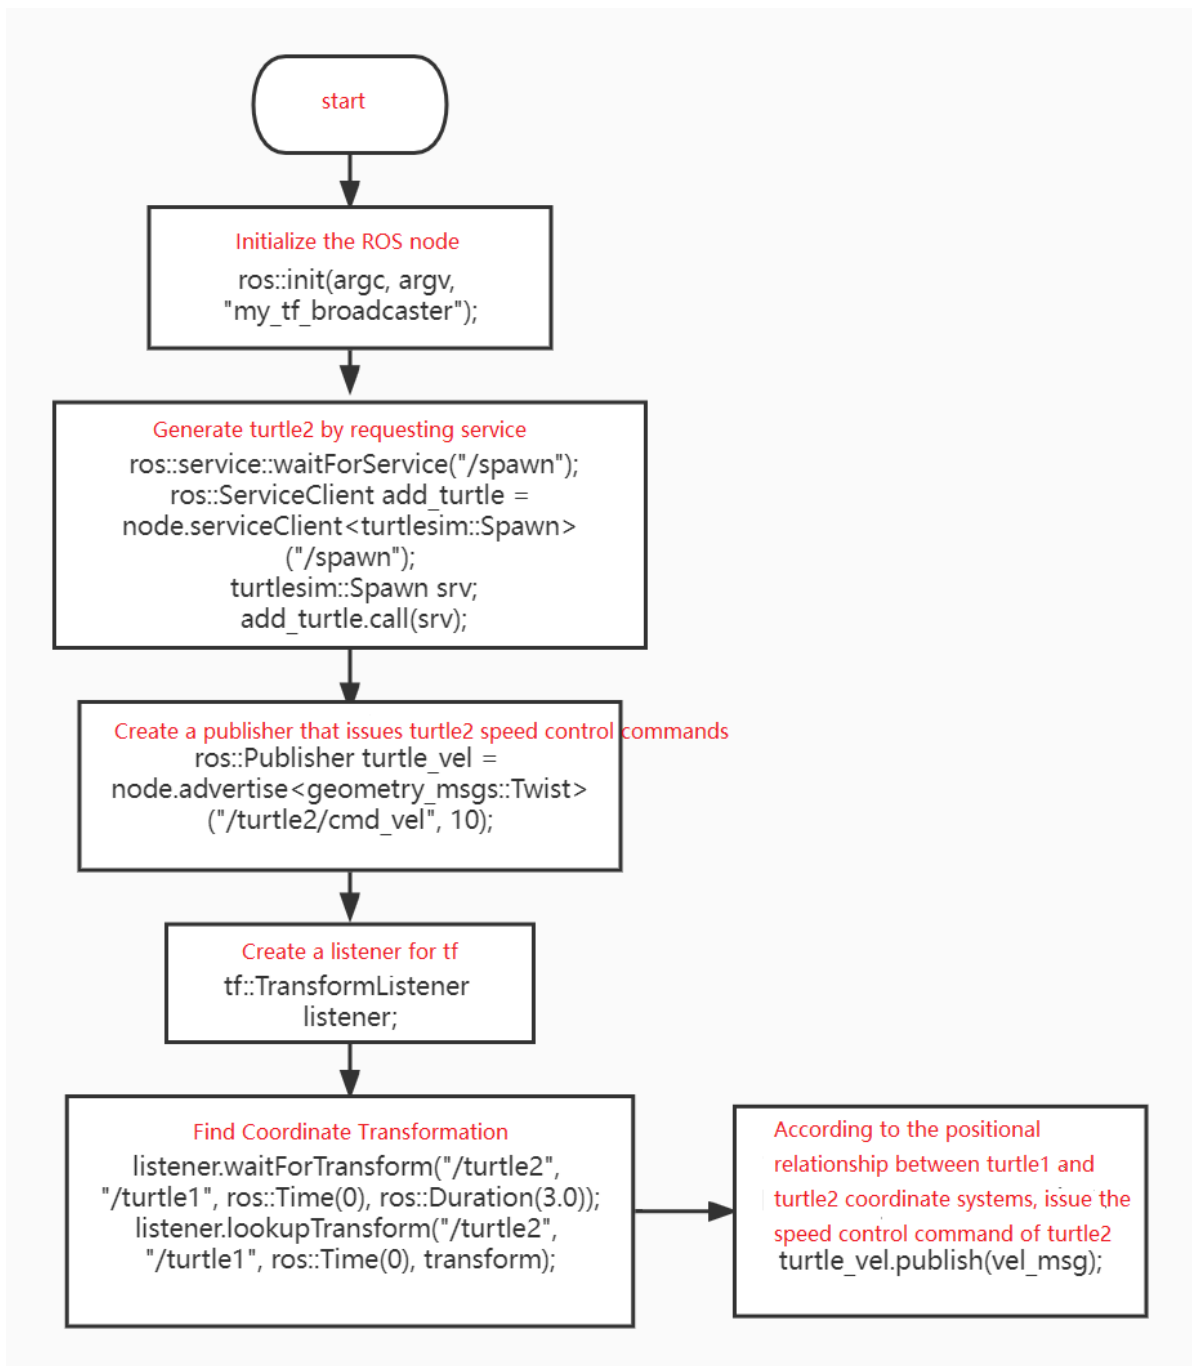 start
Initialize the ROS node
ros::init(argc, argv,
"my_tf_broadcaster");
Generate turtle2 by requesting service
ros::service::waitForService("/spawn");
ros::ServiceClient add_turtle =
node.serviceClient<turtlesim::Spawn>
("/spawn");
turtlesim::Spawn srv;
add_turtle.call(srv);
Create a publisher that issues turtle2 speed control commands
ros::Publisher turtle_vel =
node.advertise<geometry_msgs::Twist>
("/turtle2/cmd_vel", 10);
Create a listener for tf
tf::TransformListener
listener;
Find Coordinate Transformation
listener.waitForTransform("/turtle2",
"/turtle1", ros::Time(0), ros::Duration(3.0));
listener.lookupTransform("/turtle2",
"/turtle1", ros::Time(0), transform);
According to the positional
relationship between turtle1 and
turtle2 coordinate systems, issue the
speed control command of turtle2
turtle_vel.publish(vel_msg);